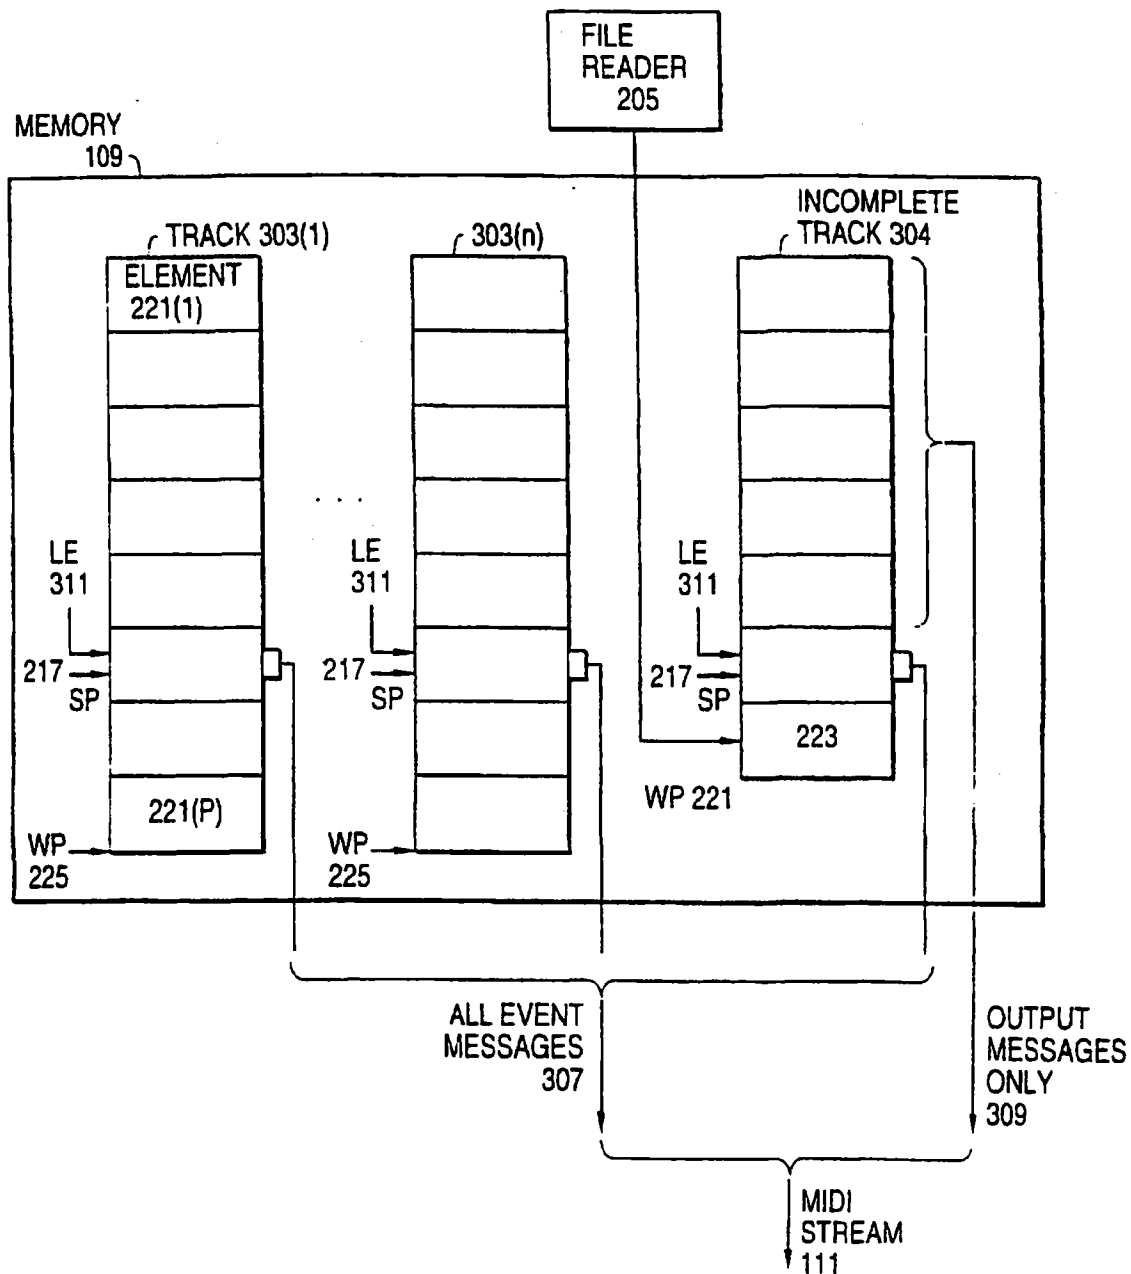 FILE
READER
205
MEMORY
109
TRACK 303(1)
303(n)
INCOMPLETE
TRACK 304
ELEMENT
221(1)
. . .
LE
311
LE
311
LE
311
217
SP
217
SP
217
SP
223
221(P)
WP 221
WP
225
WP
225
ALL EVENT
MESSAGES
307
OUTPUT
MESSAGES
ONLY
309
MIDI
STREAM
111